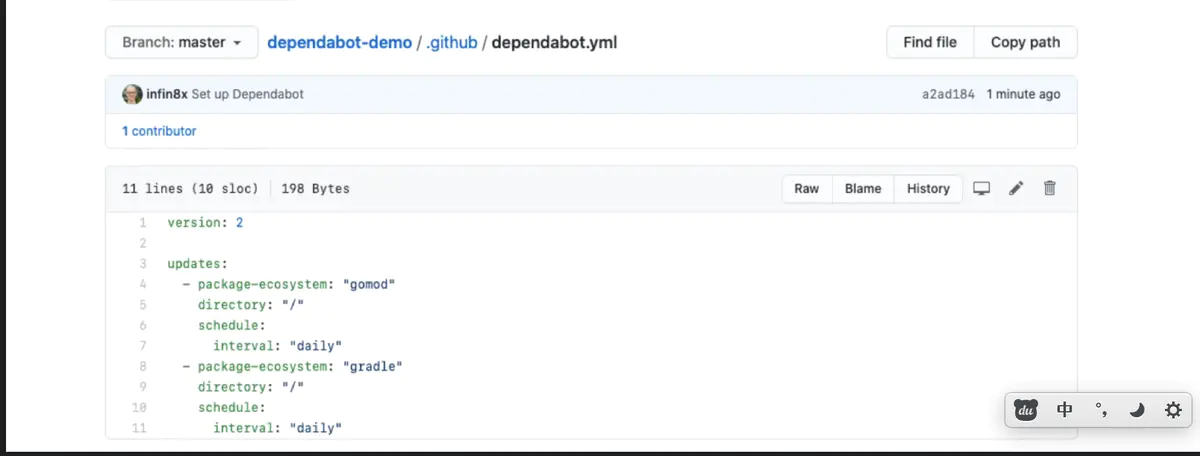 Branch: master dependabot-demo / .github / dependabot.yml Find file Copy path
infin8x Set up Dependabot a2ad184 1 minute ago
1 contributor
11 lines (10 sloc) 198 Bytes Raw Blame History
1 version: 2
2
3 updates:
4 - package-ecosystem: "gomod"
5 directory: "/"
6 schedule:
7 interval: "daily"
8 - package-ecosystem: "gradle"
9 directory: "/"
10 schedule:
11 interval: "daily"
du 中 °,